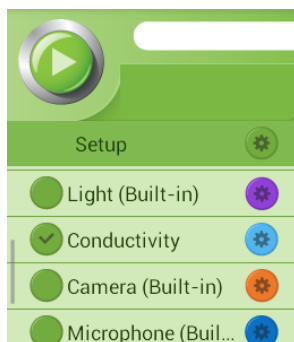 Setup
Light (Built-in)
Conductivity
Camera (Built-in)
Microphone (Buil...